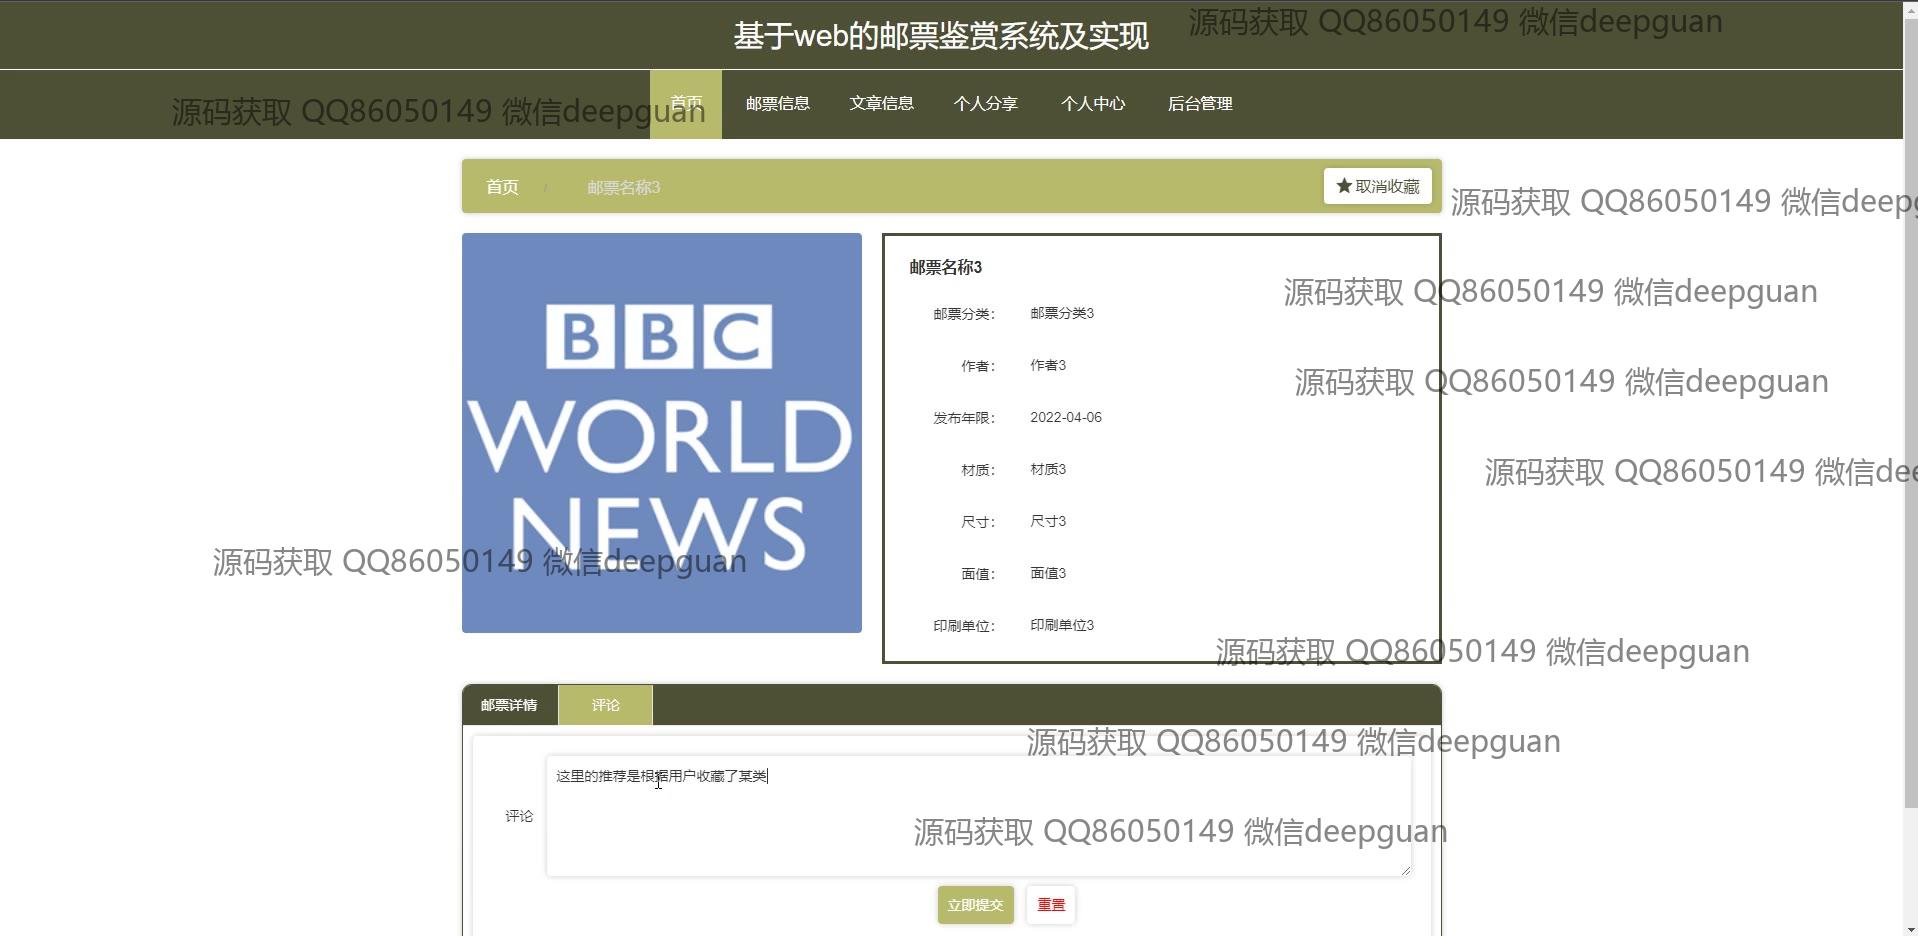 基于web的邮票鉴赏系统及实现
源码获取 QQ86050149 微信deepguan
首页 邮票信息 文章信息 个人分享 个人中心 后台管理
源码获取 QQ86050149 微信deepguan
首页 / 邮票名称3 ★取消收藏
源码获取 QQ86050149 微信deepg
BBC
WORLD
NEWS
邮票名称3
源码获取 QQ86050149 微信deepguan
邮票分类： 邮票分类3
作者： 作者3
源码获取 QQ86050149 微信deepguan
发布年限： 2022-04-06
材质： 材质3
源码获取 QQ86050149 微信dee
尺寸： 尺寸3
源码获取 QQ86050149 微信deepguan
面值： 面值3
印刷单位： 印刷单位3
源码获取 QQ86050149 微信deepguan
邮票详情 评论
源码获取 QQ86050149 微信deepguan
这里的推荐是根据用户收藏了某类
评论
源码获取 QQ86050149 微信deepguan
立即提交 重置